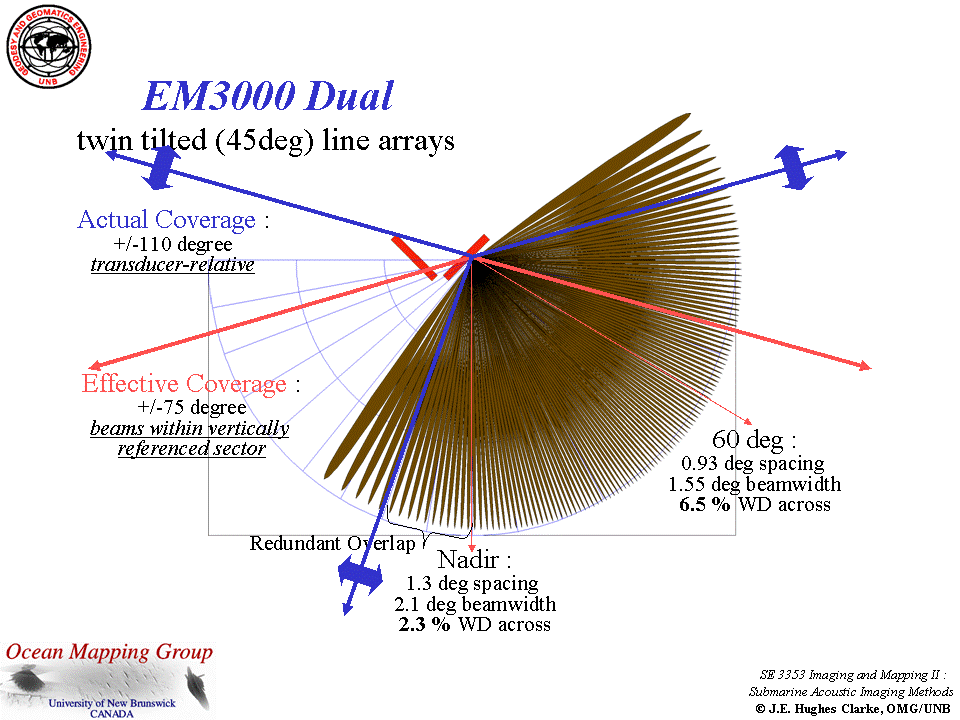 GEODESY AND GEOMATICS ENGINEERING
UNB
EM3000 Dual
twin tilted (45deg) line arrays
Actual Coverage :
+/-110 degree
transducer-relative
Effective Coverage :
+/-75 degree
beams within vertically
referenced sector
60 deg :
0.93 deg spacing
1.55 deg beamwidth
6.5 % WD across
Redundant Overlap
Nadir :
1.3 deg spacing
2.1 deg beamwidth
2.3 % WD across
Ocean Mapping Group
University of New Brunswick
CANADA
SE 3353 Imaging and Mapping II :
Submarine Acoustic Imaging Methods
© J.E. Hughes Clarke, OMG/UNB